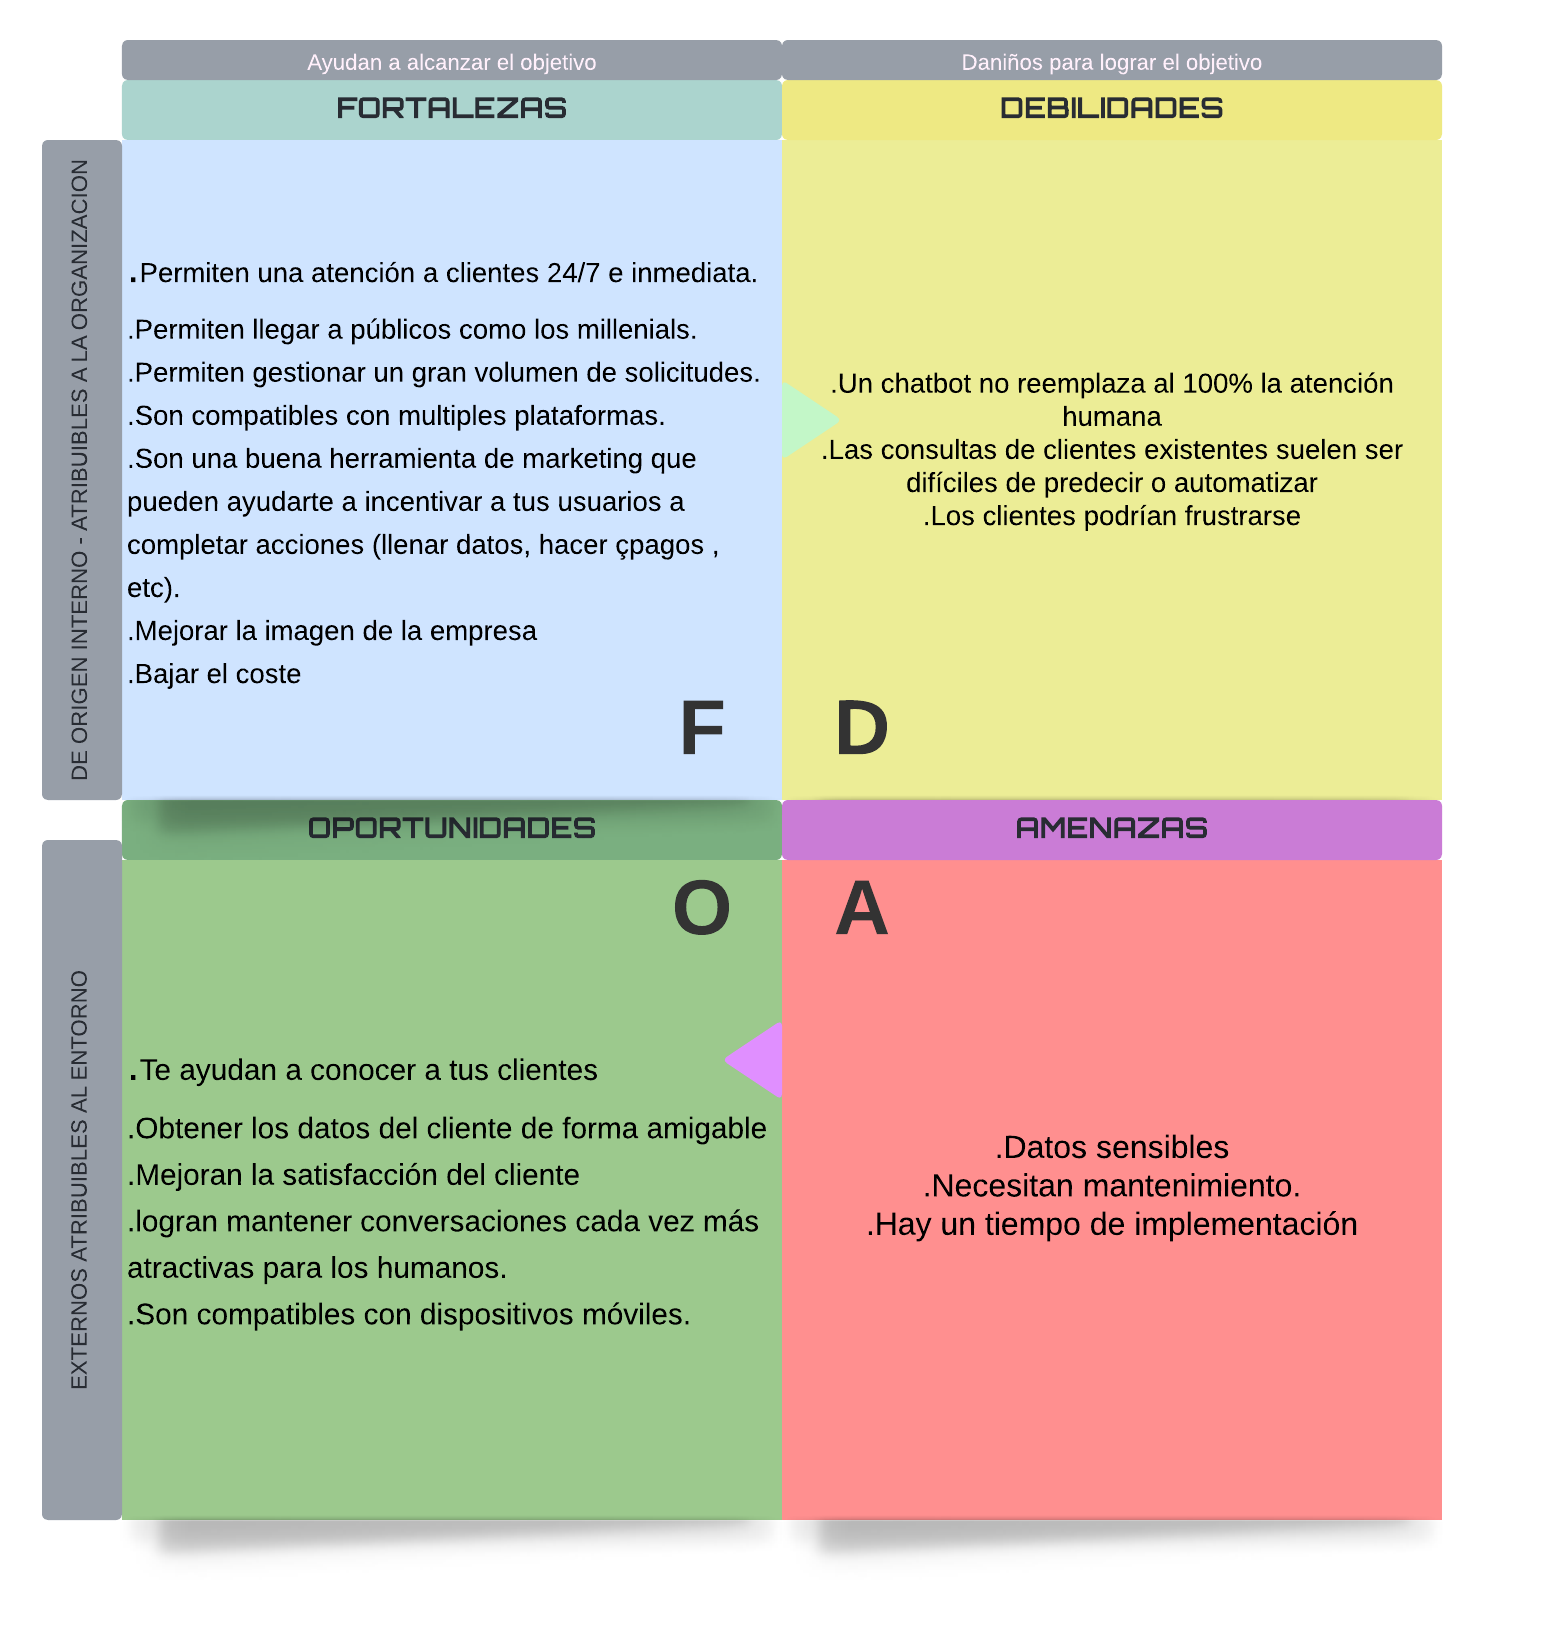 Ayudan a alcanzar el objetivo
Daniños para lograr el objetivo
FORTALEZAS
DEBILIDADES
DE ORIGEN INTERNO - ATRIBUIBLES A LA ORGANIZACION
.Permiten una atención a clientes 24/7 e inmediata.
.Permiten llegar a públicos como los millenials.
.Permiten gestionar un gran volumen de solicitudes.
.Son compatibles con multiples plataformas.
.Son una buena herramienta de marketing que
pueden ayudarte a incentivar a tus usuarios a
completar acciones (llenar datos, hacer çpagos ,
etc).
.Mejorar la imagen de la empresa
.Bajar el coste
F
.Un chatbot no reemplaza al 100% la atención
humana
.Las consultas de clientes existentes suelen ser
difíciles de predecir o automatizar
.Los clientes podrían frustrarse
D
OPORTUNIDADES
AMENAZAS
EXTERNOS ATRIBUIBLES AL ENTORNO
O
.Te ayudan a conocer a tus clientes
.Obtener los datos del cliente de forma amigable
.Mejoran la satisfacción del cliente
.logran mantener conversaciones cada vez más
atractivas para los humanos.
.Son compatibles con dispositivos móviles.
A
.Datos sensibles
.Necesitan mantenimiento.
.Hay un tiempo de implementación